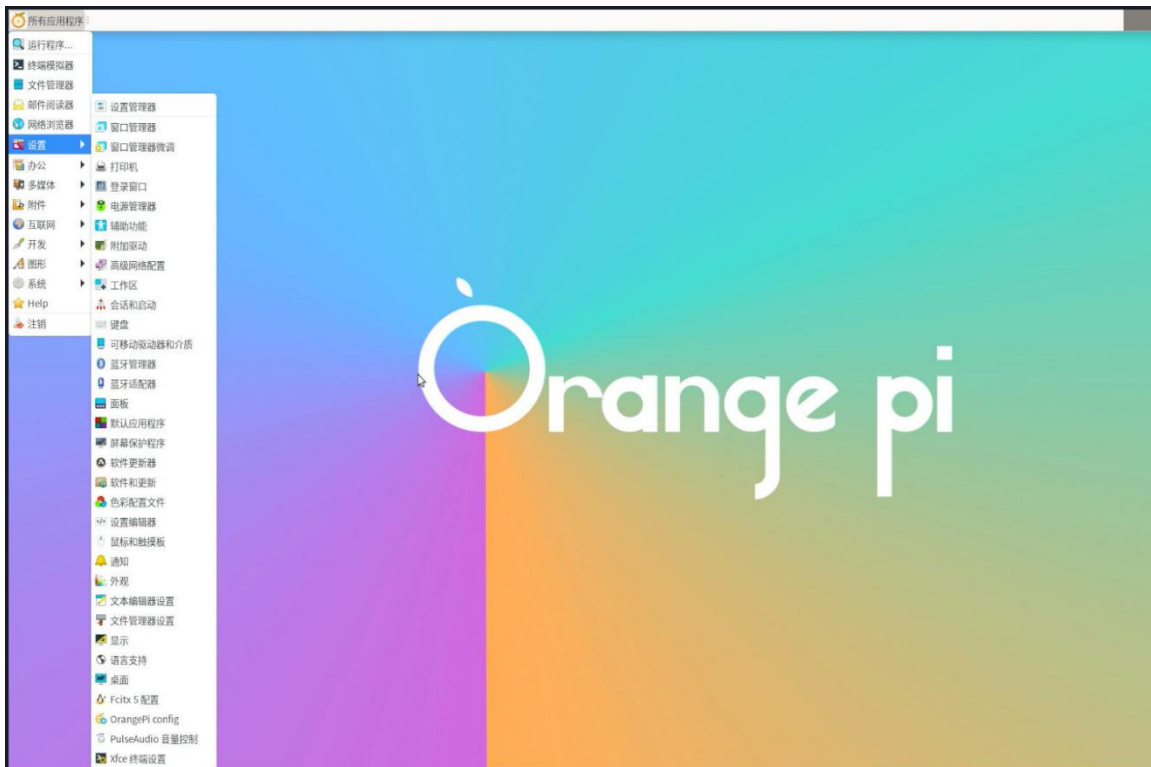 所有应用程序
运行程序...
终端模拟器
文件管理器
邮件阅读器
网络浏览器
设置
办公
多媒体
附件
互联网
开发
图形
系统
Help
注销
设置管理器
窗口管理器
窗口管理器微调
打印机
登录窗口
电源管理器
辅助功能
附加驱动
高级网络配置
工作区
会话和启动
键盘
可移动驱动器和介质
蓝牙管理器
蓝牙适配器
面板
默认应用程序
屏幕保护程序
软件更新器
软件和更新
色彩配置文件
设置编辑器
鼠标和触摸板
通知
外观
文本编辑器设置
文件管理器设置
显示
语言支持
桌面
Fcitx 5 配置
OrangePi config
PulseAudio 音量控制
Xfce 终端设置
Orange pi